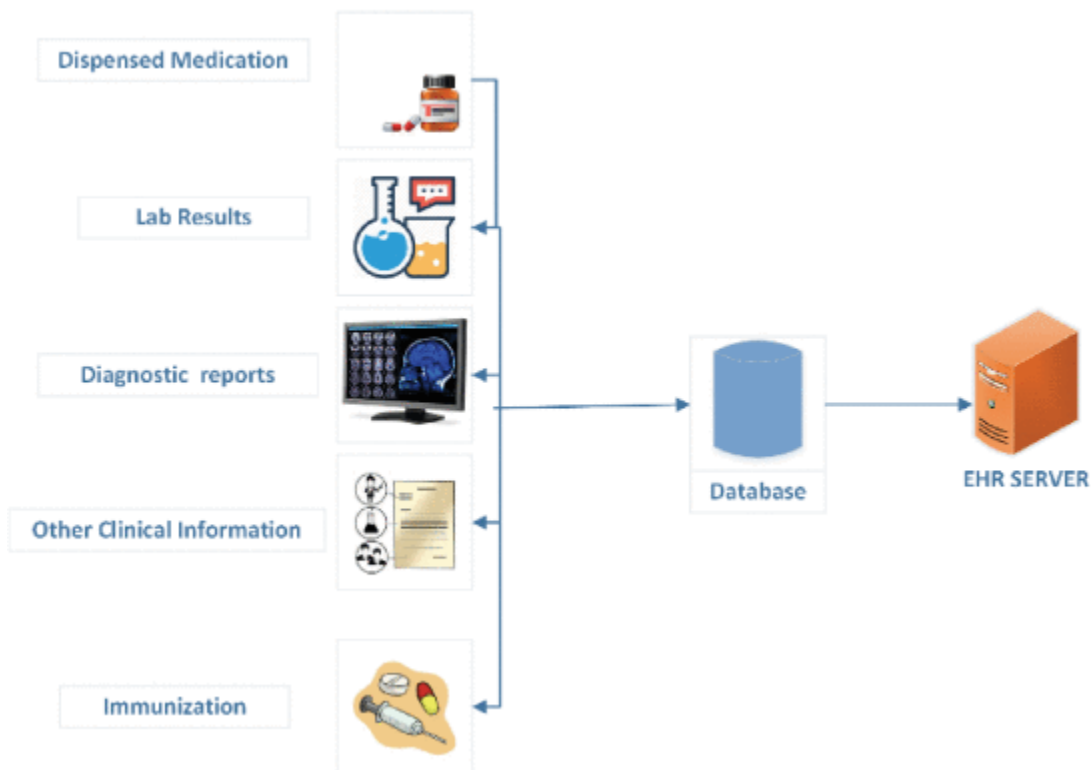 Dispensed Medication
Lab Results
Diagnostic reports
Other Clinical Information
Immunization
Database
EHR SERVER